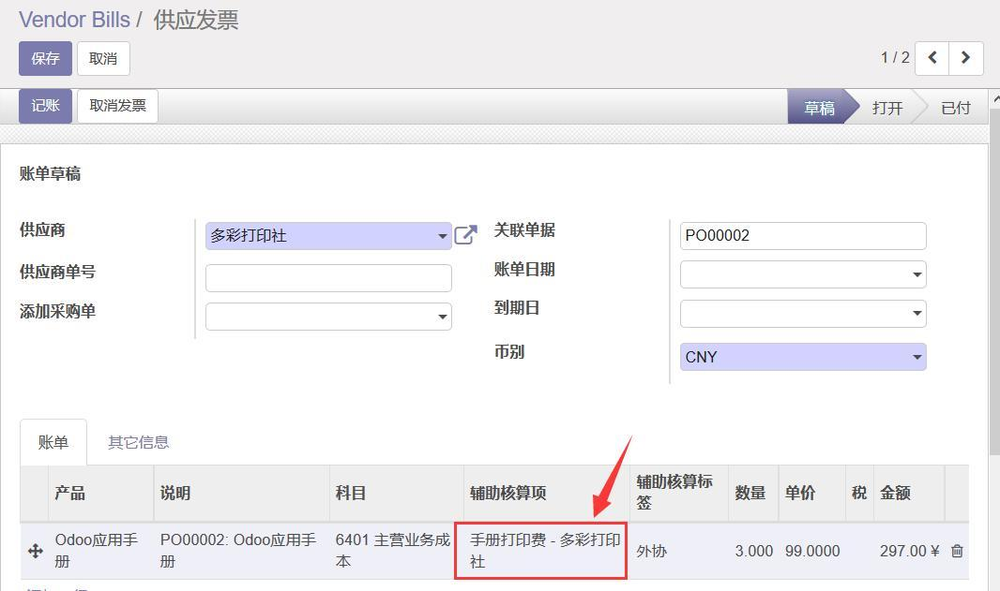 Vendor Bills / 供应发票
保存 取消
1 / 2
记账 取消发票
草稿 打开 已付
账单草稿
供应商 多彩打印社
关联单据 PO00002
供应商单号
账单日期
添加采购单
到期日
币别 CNY
账单 其它信息
产品 说明 科目 辅助核算项 辅助核算标签 数量 单价 税 金额
Odoo应用手册 PO00002: Odoo应用手册 6401 主营业务成本 手册打印费 - 多彩打印社 外协 3.000 99.0000 297.00 ¥